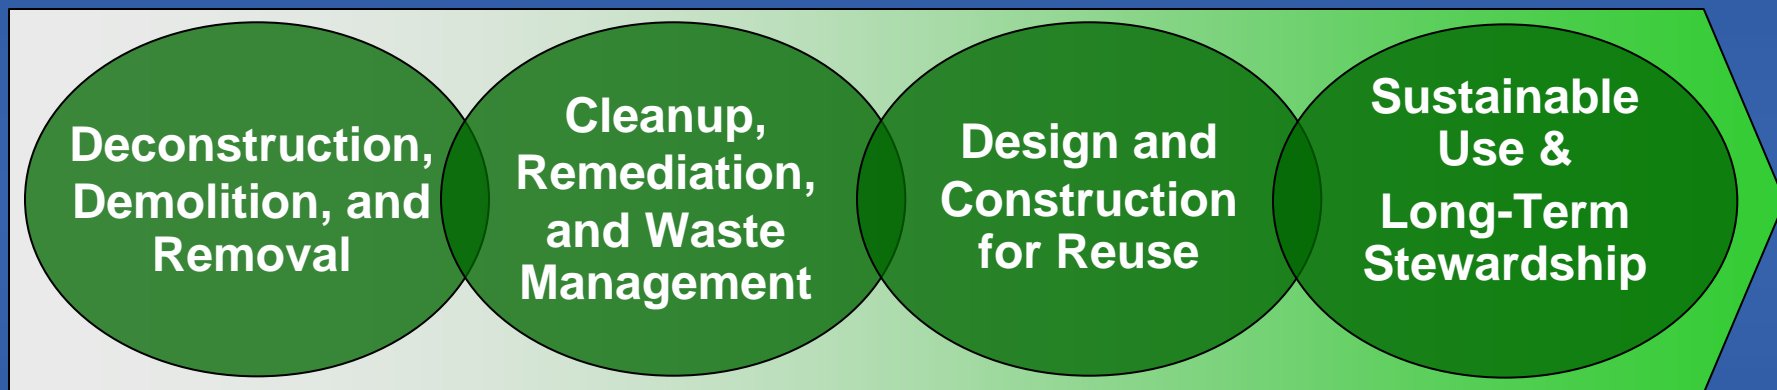 Deconstruction,
Demolition, and
Removal
Cleanup,
Remediation,
and Waste
Management
Design and
Construction
for Reuse
Sustainable
Use &
Long-Term
Stewardship